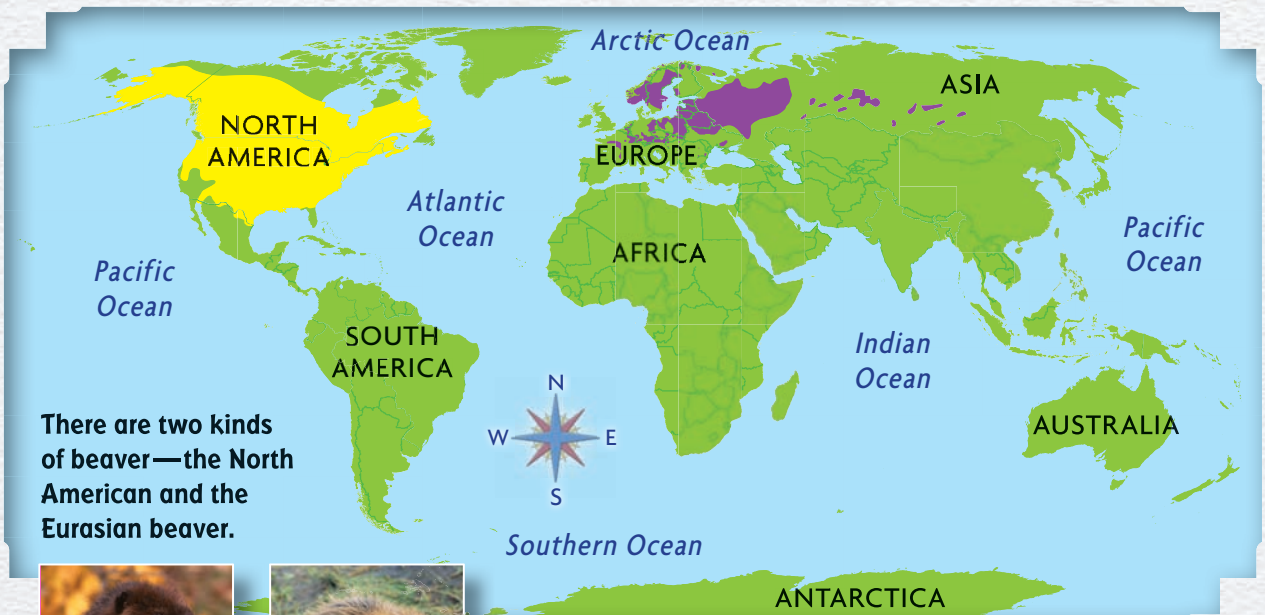 Arctic Ocean
ASIA
NORTH
AMERICA
EUROPE
Atlantic
Ocean
Pacific
Ocean
AFRICA
Pacific
Ocean
SOUTH
AMERICA
Indian
Ocean
N
W E
S
AUSTRALIA
There are two kinds
of beaver—the North
American and the
Eurasian beaver.
Southern Ocean
ANTARCTICA